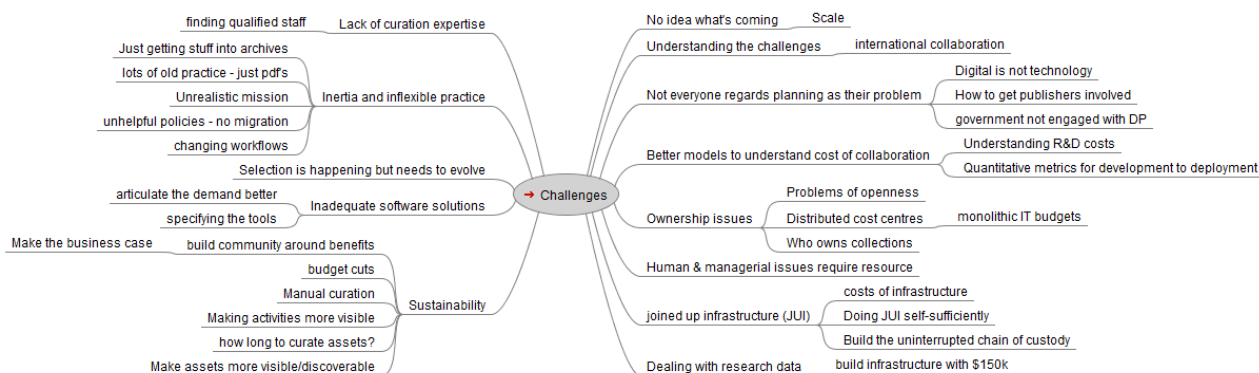 Challenges
Lack of curation expertise
finding qualified staff
Inertia and inflexible practice
Just getting stuff into archives
lots of old practice - just pdf's
Unrealistic mission
unhelpful policies - no migration
changing workflows
Selection is happening but needs to evolve
Inadequate software solutions
articulate the demand better
specifying the tools
Sustainability
build community around benefits
Make the business case
budget cuts
Manual curation
Making activities more visible
how long to curate assets?
Make assets more visible/discoverable
No idea what's coming
Scale
Understanding the challenges
international collaboration
Not everyone regards planning as their problem
Digital is not technology
How to get publishers involved
government not engaged with DP
Better models to understand cost of collaboration
Understanding R&D costs
Quantitative metrics for development to deployment
Ownership issues
Problems of openness
Distributed cost centres
monolithic IT budgets
Who owns collections
Human & managerial issues require resource
joined up infrastructure (JUI)
costs of infrastructure
Doing JUI self-sufficiently
Build the uninterrupted chain of custody
Dealing with research data
build infrastructure with $150k